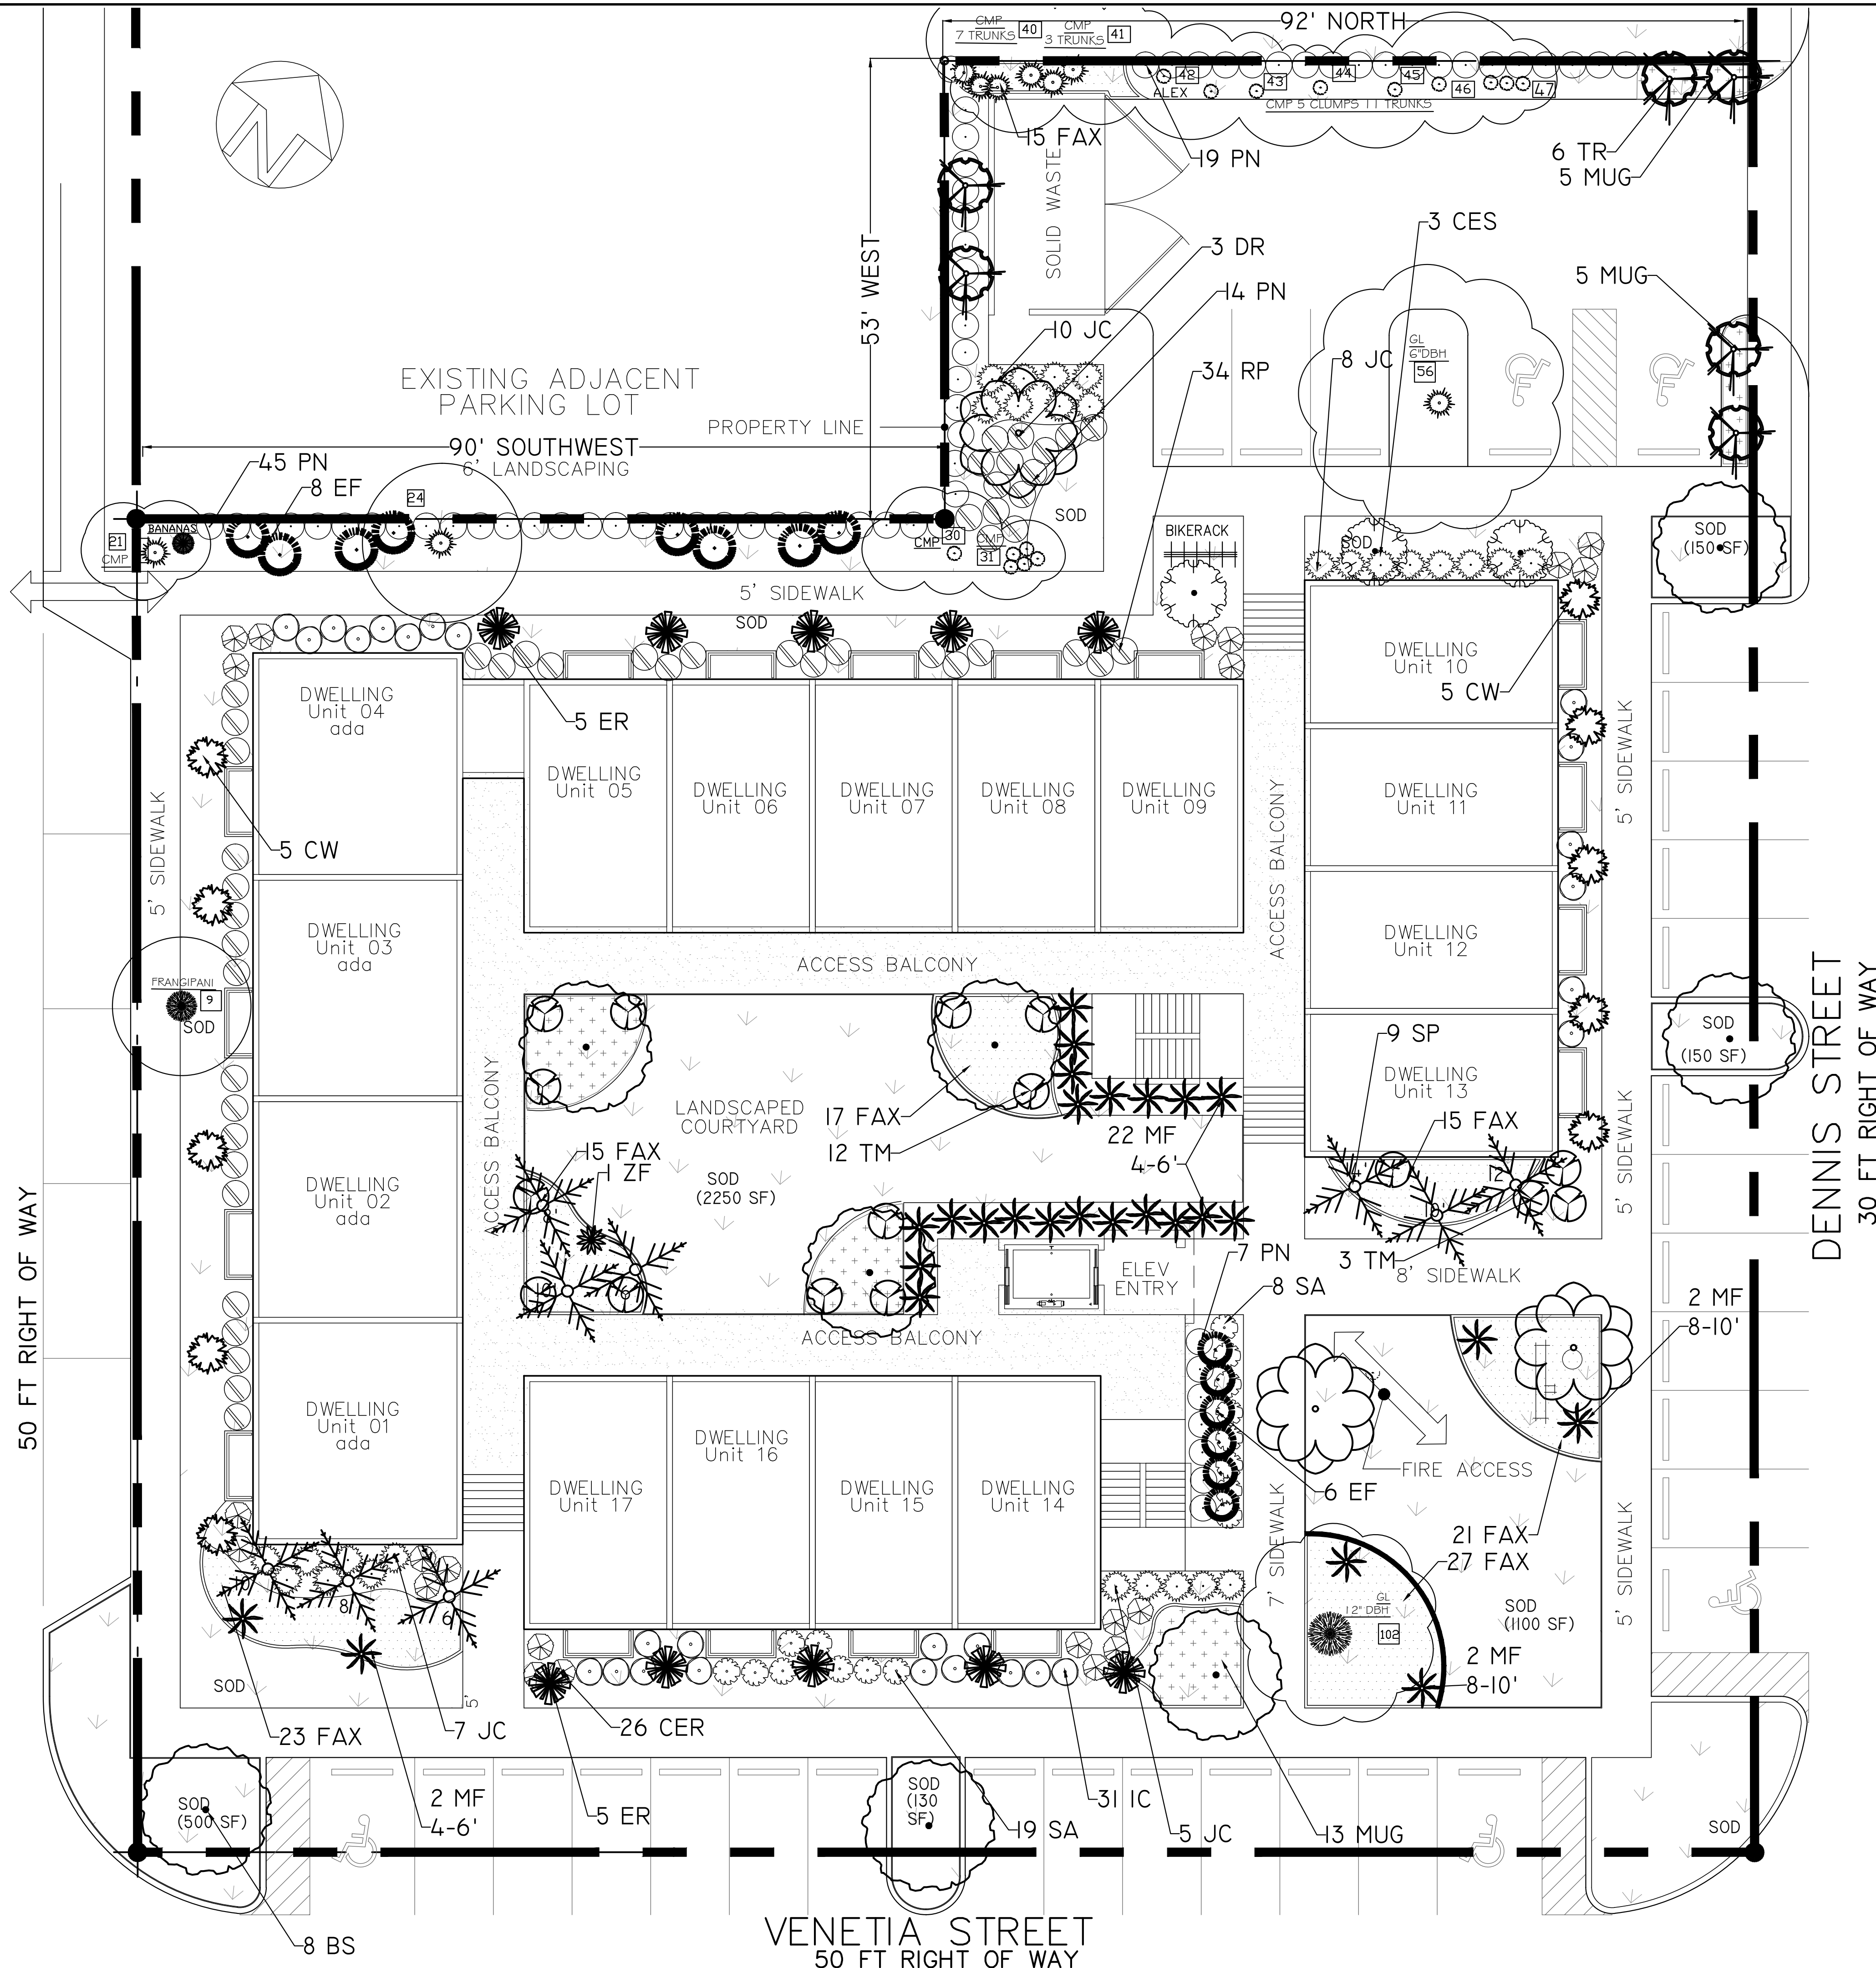 92' NORTH
CMP
7 TRUNKS
40
CMP
3 TRUNKS
41
42
43
44
45
46
47
ALEX
CMP 5 CLUMPS 11 TRUNKS
15 FAX
19 PN
6 TR
5 MUG
SOLID WASTE
3 CES
3 DR
5 MUG
14 PN
53' WEST
10 JC
GL
6"DBH
56
8 JC
34 RP
EXISTING ADJACENT
PARKING LOT
PROPERTY LINE
90' SOUTHWEST
6' LANDSCAPING
45 PN
8 EF
24
SOD
BANANAS
21
CMP
CMP
30
CMP
31
BIKERACK
SOD
SOD
(150 SF)
5' SIDEWALK
SOD
DWELLING
Unit 04
ada
DWELLING
Unit 10
5 CW
5 ER
DWELLING
Unit 05
DWELLING
Unit 06
DWELLING
Unit 07
DWELLING
Unit 08
DWELLING
Unit 09
DWELLING
Unit 11
5' SIDEWALK
5' SIDEWALK
5 CW
ACCESS BALCONY
DWELLING
Unit 03
ada
DWELLING
Unit 12
ACCESS BALCONY
FRANGIPANI
9
SOD
SOD
(150 SF)
9 SP
DWELLING
Unit 13
ACCESS BALCONY
LANDSCAPED
COURTYARD
17 FAX
12 TM
22 MF
4-6'
15 FAX
5' SIDEWALK
15 FAX
1 ZF
SOD
(2250 SF)
DWELLING
Unit 02
ada
14'
18'
12'
8'
10'
6'
DENNIS STREET
30 FT RIGHT OF WAY
50 FT RIGHT OF WAY
7 PN
8 SA
ELEV
ENTRY
3 TM
8' SIDEWALK
2 MF
8-10'
ACCESS BALCONY
DWELLING
Unit 01
ada
DWELLING
Unit 17
DWELLING
Unit 16
DWELLING
Unit 15
DWELLING
Unit 14
FIRE ACCESS
6 EF
21 FAX
27 FAX
7' SIDEWALK
5' SIDEWALK
GL
12" DBH
102
SOD
(1100 SF)
2 MF
8-10'
10
8'
6
SOD
5'
23 FAX
7 JC
26 CER
SOD
(500 SF)
2 MF
4-6'
5 ER
SOD
(130
SF)
19 SA
31 IC
5 JC
13 MUG
SOD
8 BS
VENETIA STREET
50 FT RIGHT OF WAY